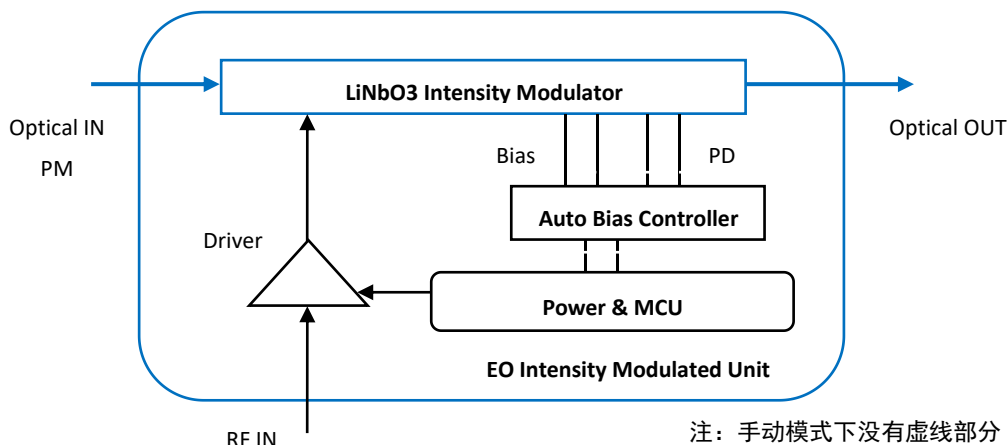 LiNbO3 Intensity Modulator
Optical IN
PM
Optical OUT
Bias
PD
Auto Bias Controller
Driver
Power & MCU
EO Intensity Modulated Unit
RF IN
注：手动模式下没有虚线部分